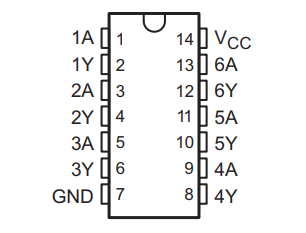 1A 1 14 VCC
1Y 2 13 6A
2A 3 12 6Y
2Y 4 11 5A
3A 5 10 5Y
3Y 6 9 4A
GND 7 8 4Y